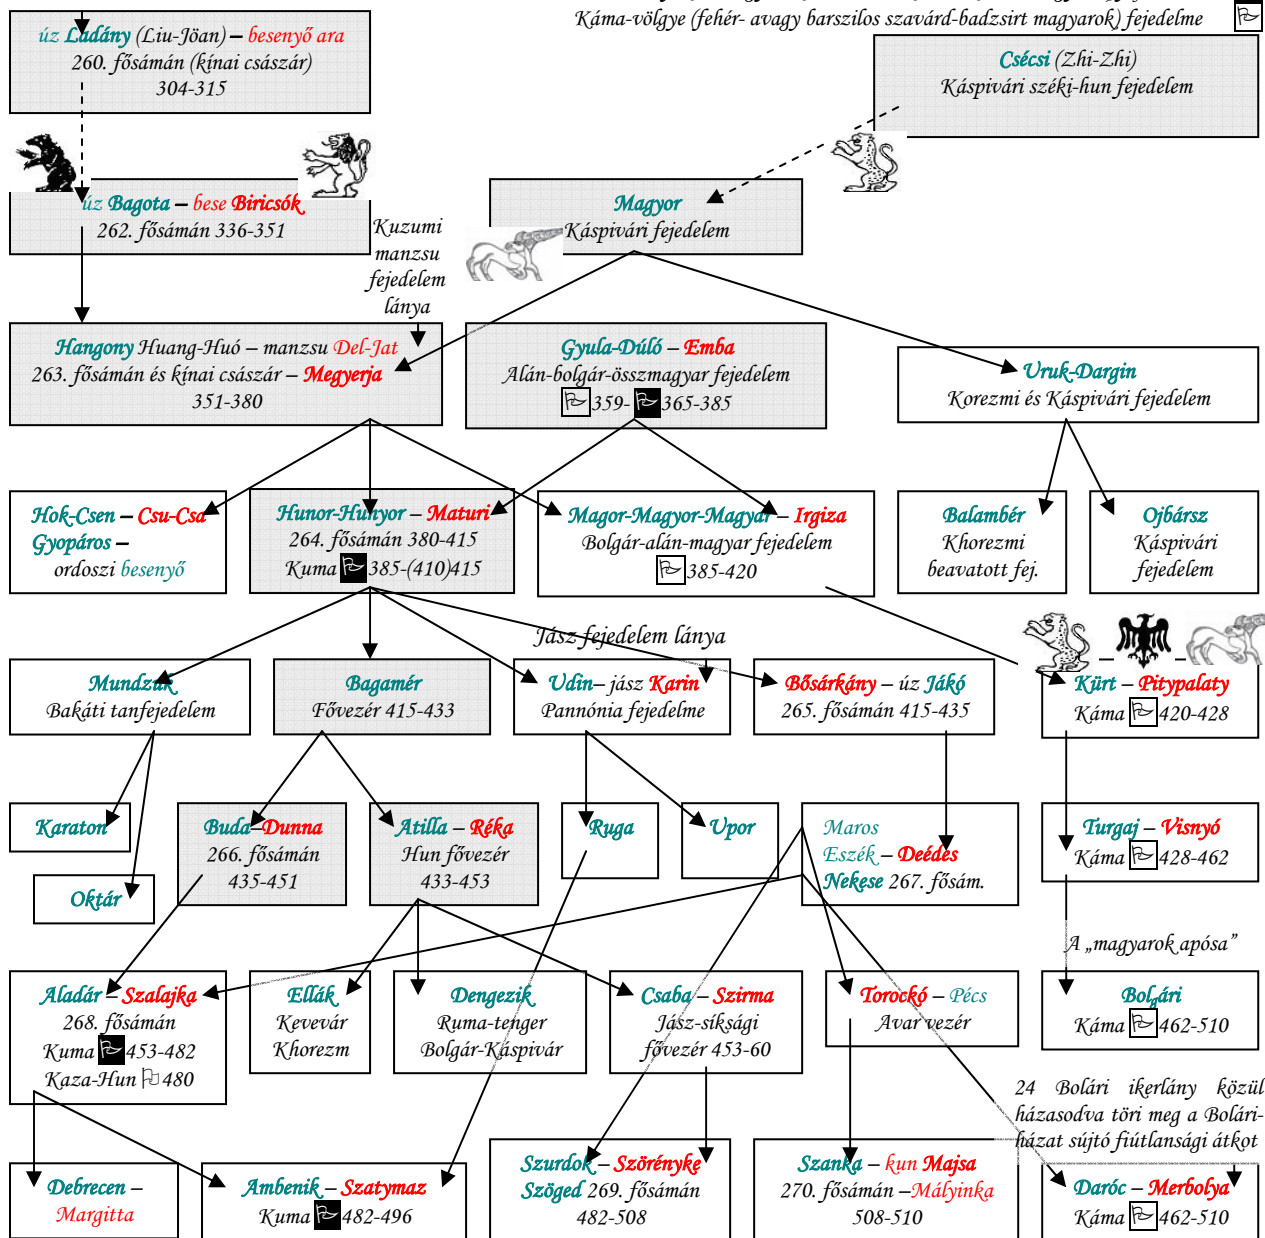 Káma-völgye (fehér- avagy barszilos szavárd-badzsirt magyarok) fejedelme
úz Ladány (Liu-Jöan) – besenyő ara
260. fősámán (kínai császár)
304-315
Csécsi (Zhi-Zhi)
Káspivári széki-hun fejedelem
úz Bagota – bese Biricsók
262. fősámán 336-351
Kuzumi
manzsu
fejedelem
lánya
Magyor
Káspivári fejedelem
Hangony Huang-Huó – manzsu Del-Jat
263. fősámán és kínai császár – Megyerja
351-380
Gyula-Dúló – Emba
Alán-bolgár-összmagyar fejedelem
359- 365-385
Uruk-Dargin
Korezmi és Káspivári fejedelem
Hok-Csen – Csu-Csa
Gyopáros –
ordoszi besenyő
Hunor-Hunyor – Maturi
264. fősámán 380-415
Kuma 385-(410)415
Magor-Magyor-Magyar – Irgiza
Bolgár-alán-magyar fejedelem
385-420
Balambér
Khorezmi
beavatott fej.
Ojbársz
Káspivári
fejedelem
Jász fejedelem lánya
Mundzuk
Bakáti tanfejedelem
Bagamér
Fővezér 415-433
Udin– jász Karin
Pannónia fejedelme
Bősárkány – úz Jákó
265. fősámán 415-435
Kürt – Pitypalaty
Káma 420-428
Karaton
Oktár
Buda–Dunna
266. fősámán
435-451
Atilla – Réka
Hun fővezér
433-453
Ruga
Upor
Maros
Eszék – Deédes
Nekese 267. fősám.
Turgaj – Visnyó
Káma 428-462
A „magyarok apósa”
Aladár – Szalajka
268. fősámán
Kuma 453-482
Kaza-Hun 480
Ellák
Kevevár
Khorezm
Dengezik
Ruma-tenger
Bolgár-Káspivár
Csaba – Szirma
Jász-síksági
fővezér 453-60
Torockó – Pécs
Avar vezér
Káma 462-510
24 Bolári ikerlány közül
házasodva töri meg a Bolári-
házat sújtó fiútlansági átkot
Debrecen –
Margitta
Ambenik – Szatymaz
Kuma 482-496
Szurdok – Szörényke
Szöged 269. fősámán
482-508
Szanka – kun Majsa
270. fősámán –Mályinka
508-510
Daróc – Merbolya
Káma 462-510